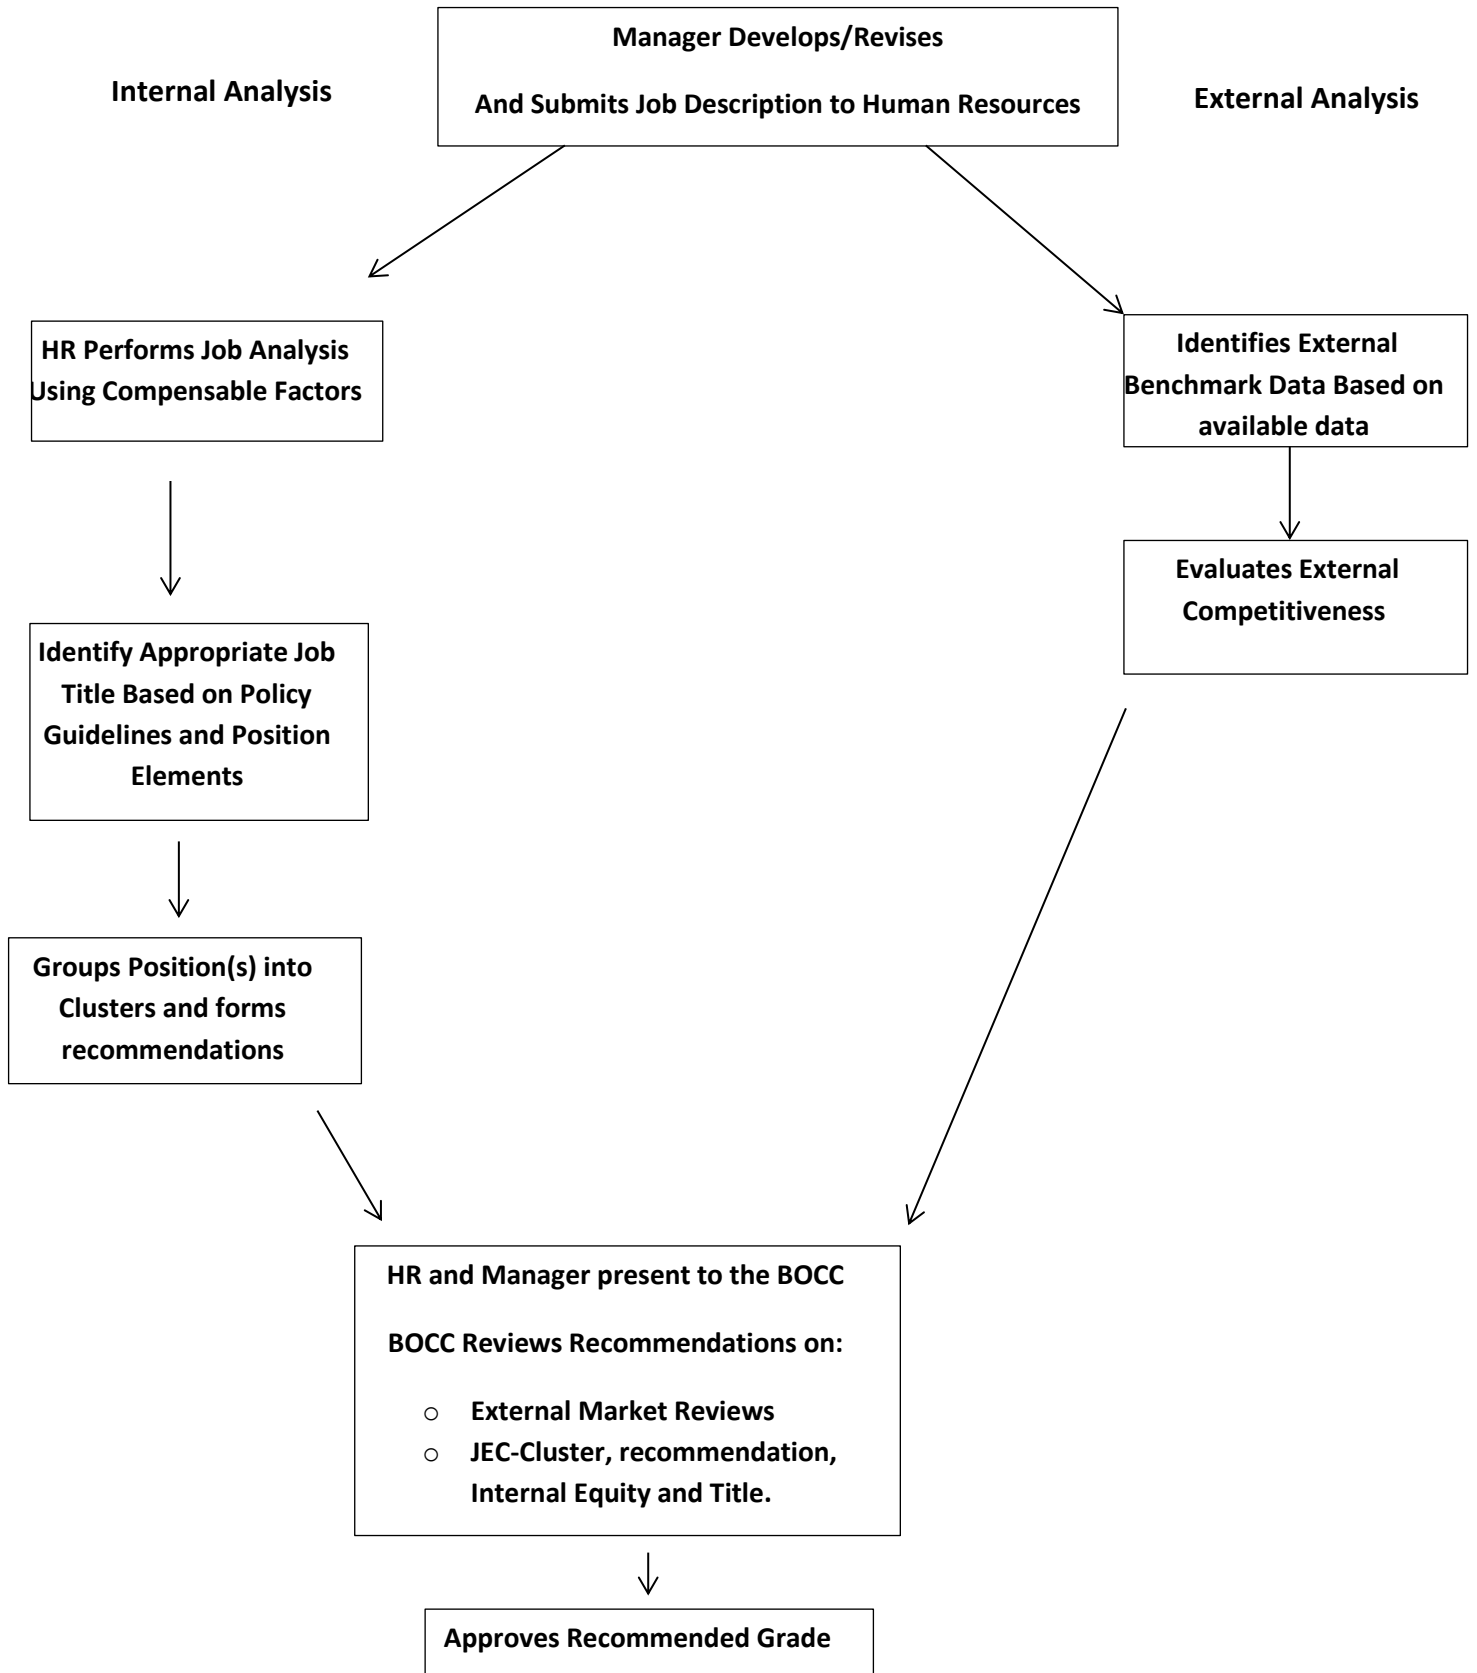 Manager Develops/Revises
And Submits Job Description to Human Resources
Internal Analysis
External Analysis
HR Performs Job Analysis
Using Compensable Factors
Identifies External
Benchmark Data Based on
available data
Evaluates External
Competitiveness
Identify Appropriate Job
Title Based on Policy
Guidelines and Position
Elements
Groups Position(s) into
Clusters and forms
recommendations
HR and Manager present to the BOCC
BOCC Reviews Recommendations on:
o External Market Reviews
o JEC-Cluster, recommendation,
Internal Equity and Title.
Approves Recommended Grade